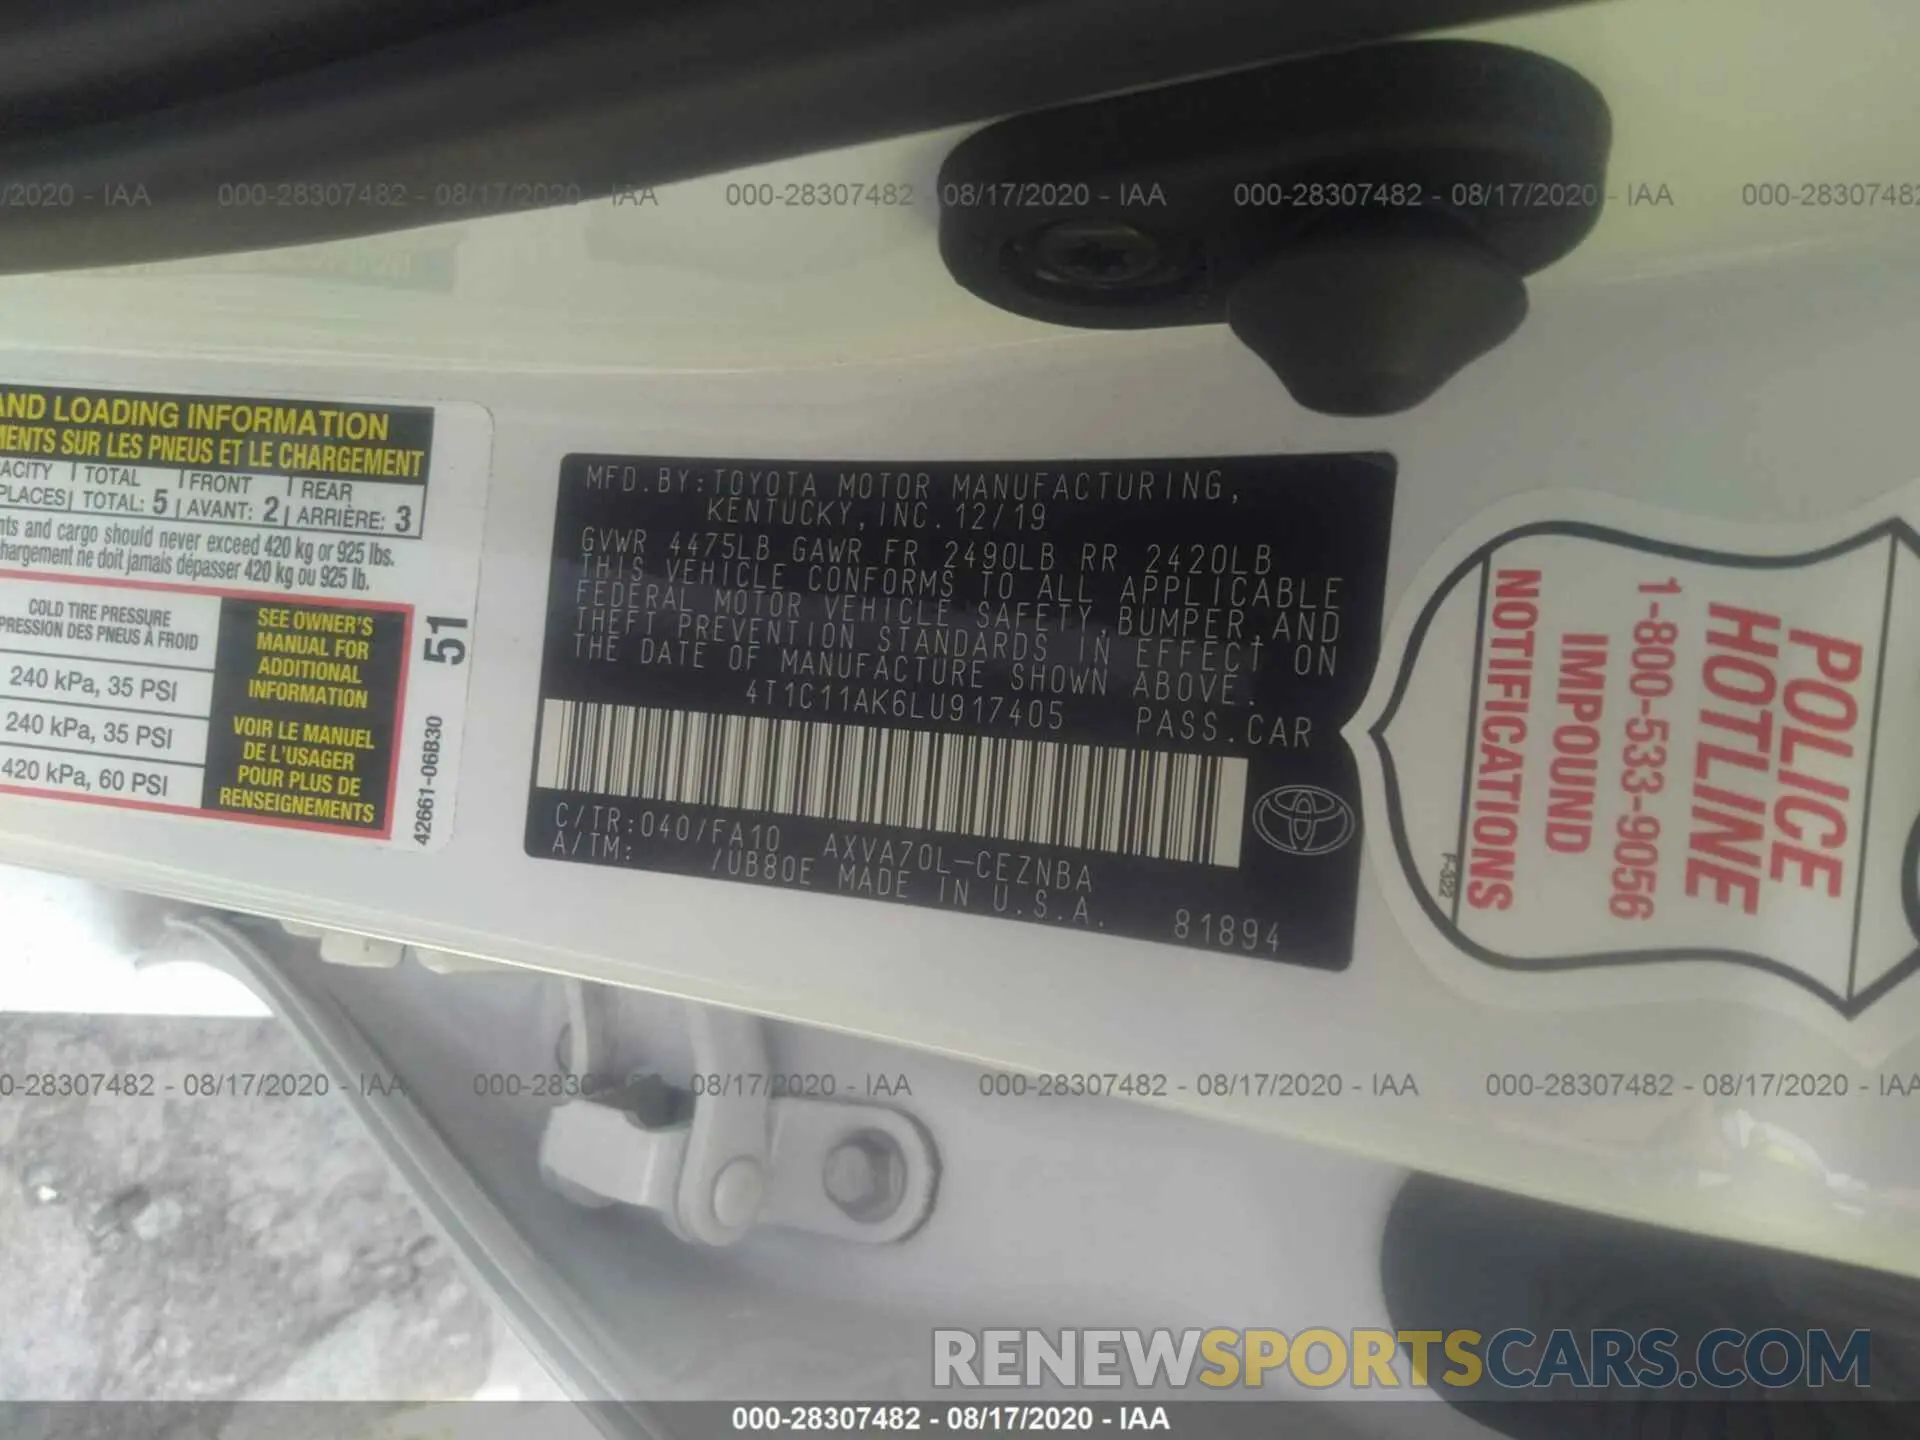 /2020 - IAA 000-28307482 - 08/17/2020 - IAA 000-28307482 - 08/17/2020 - IAA 000-28307482 - 08/17/2020 - IAA 000-28307482
AND LOADING INFORMATION
MENTS SUR LES PNEUS ET LE CHARGEMENT
ACITY TOTAL FRONT REAR
PLACES TOTAL: 5 AVANT: 2 ARRIÈRE: 3
nts and cargo should never exceed 420 kg or 925 lbs.
hargement ne doit jamais dépasser 420 kg ou 925 lb.
COLD TIRE PRESSURE
PRESSION DES PNEUS À FROID
240 kPa, 35 PSI
240 kPa, 35 PSI
420 kPa, 60 PSI
SEE OWNER'S
MANUAL FOR
ADDITIONAL
INFORMATION
VOIR LE MANUEL
DE L'USAGER
POUR PLUS DE
RENSEIGNEMENTS
51
42661-06B30
MFD.BY:TOYOTA MOTOR MANUFACTURING,
KENTUCKY,INC.12/19
GVWR 4475LB GAWR FR 2490LB RR 2420LB
THIS VEHICLE CONFORMS TO ALL APPLICABLE
FEDERAL MOTOR VEHICLE SAFETY,BUMPER,AND
THEFT PREVENTION STANDARDS IN EFFECT ON
THE DATE OF MANUFACTURE SHOWN ABOVE.
4T1C11AK6LU917405 PASS.CAR
C/TR:040/FA10 AXVA70L-CEZNBA
A/TM: /UB80E MADE IN U.S.A.
81894
POLICE
HOTLINE
1-800-533-9056
IMPOUND
NOTIFICATIONS
F-322
0-28307482 - 08/17/2020 - IAA 000-28307482 - 08/17/2020 - IAA 000-28307482 - 08/17/2020 - IAA 000-28307482 - 08/17/2020 - IAA
RENEWSPORTSCARS.COM
000-28307482 - 08/17/2020 - IAA